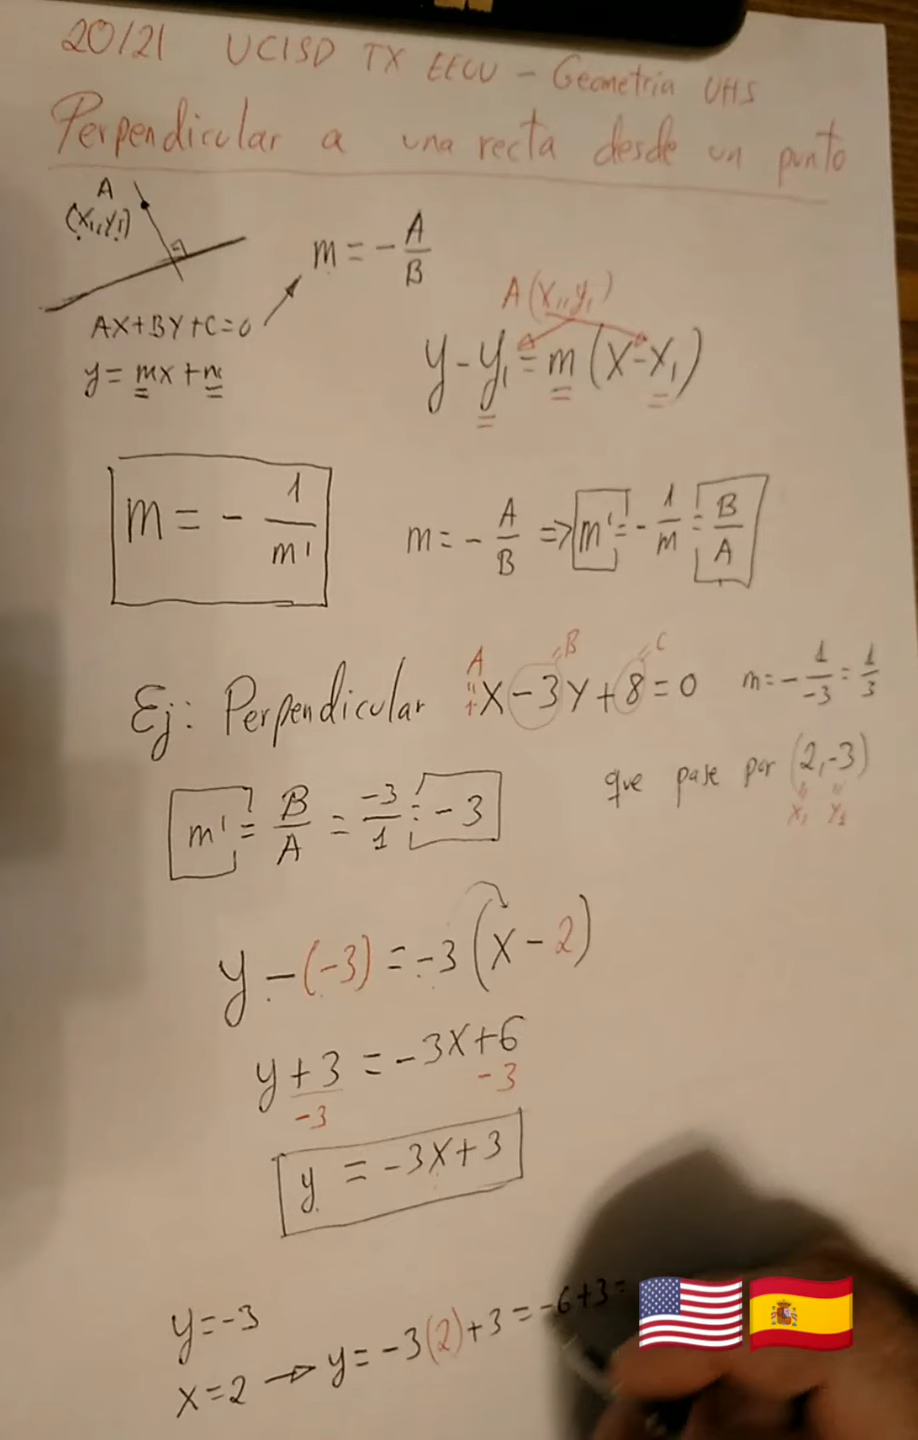 20/21 UCISD TX EECU - Geometria UHS
Perpendicular a una recta desde un punto
A
(X₁,Y₁)
m = - A/B
AX+BY+C=0
y = mx + n
A(X₁,Y₁)
y - y₁ = m (X - X₁)
m = - 1/m'
m = - A/B => m' = - 1/m = B/A
A "B "C
Ej: Perpendicular 1·X - 3Y + 8 = 0 m = - 1/-3 = 1/3
que pase por (2, -3)
X₁ Y₁
m' = B/A = -3/1 = -3
y - (-3) = -3 (X - 2)
y + 3 = -3X + 6
-3 -3
y = -3X + 3
y = -3
x = 2 → y = -3(2) + 3 = -6 + 3 =